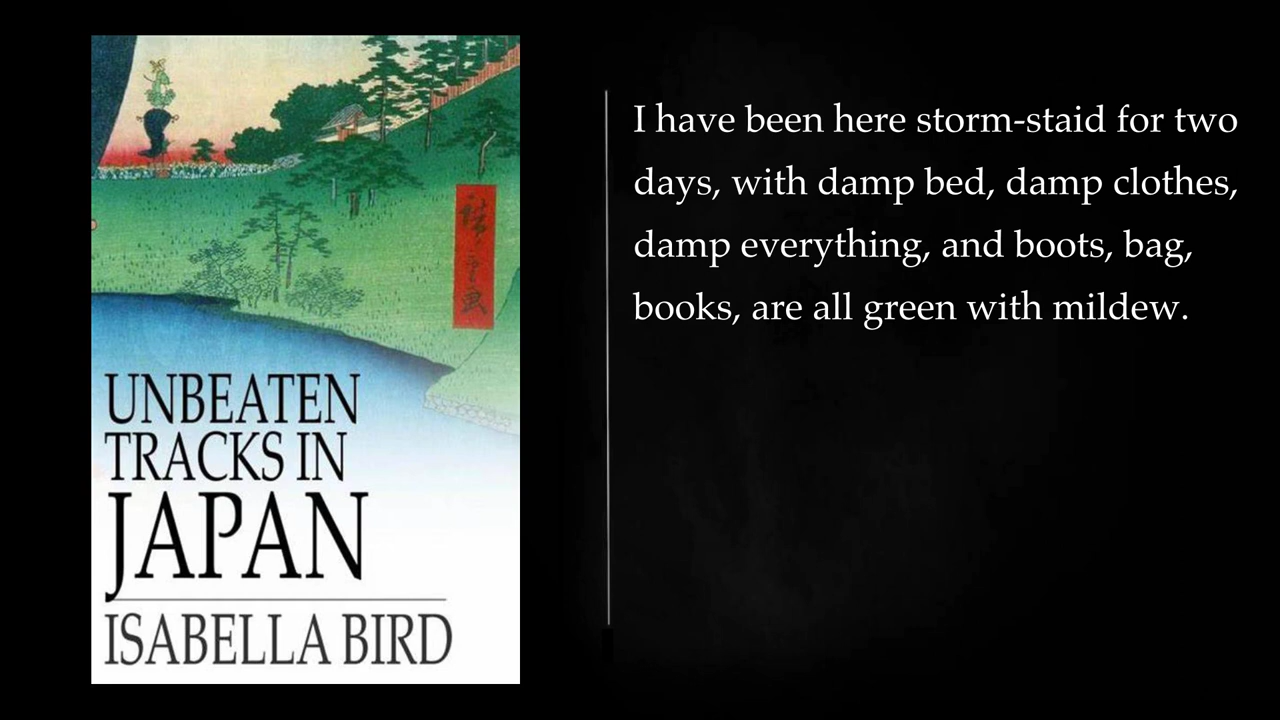 UNBEATEN
TRACKS IN
JAPAN
ISABELLA BIRD
I have been here storm-staid for two
days, with damp bed, damp clothes,
damp everything, and boots, bag,
books, are all green with mildew.